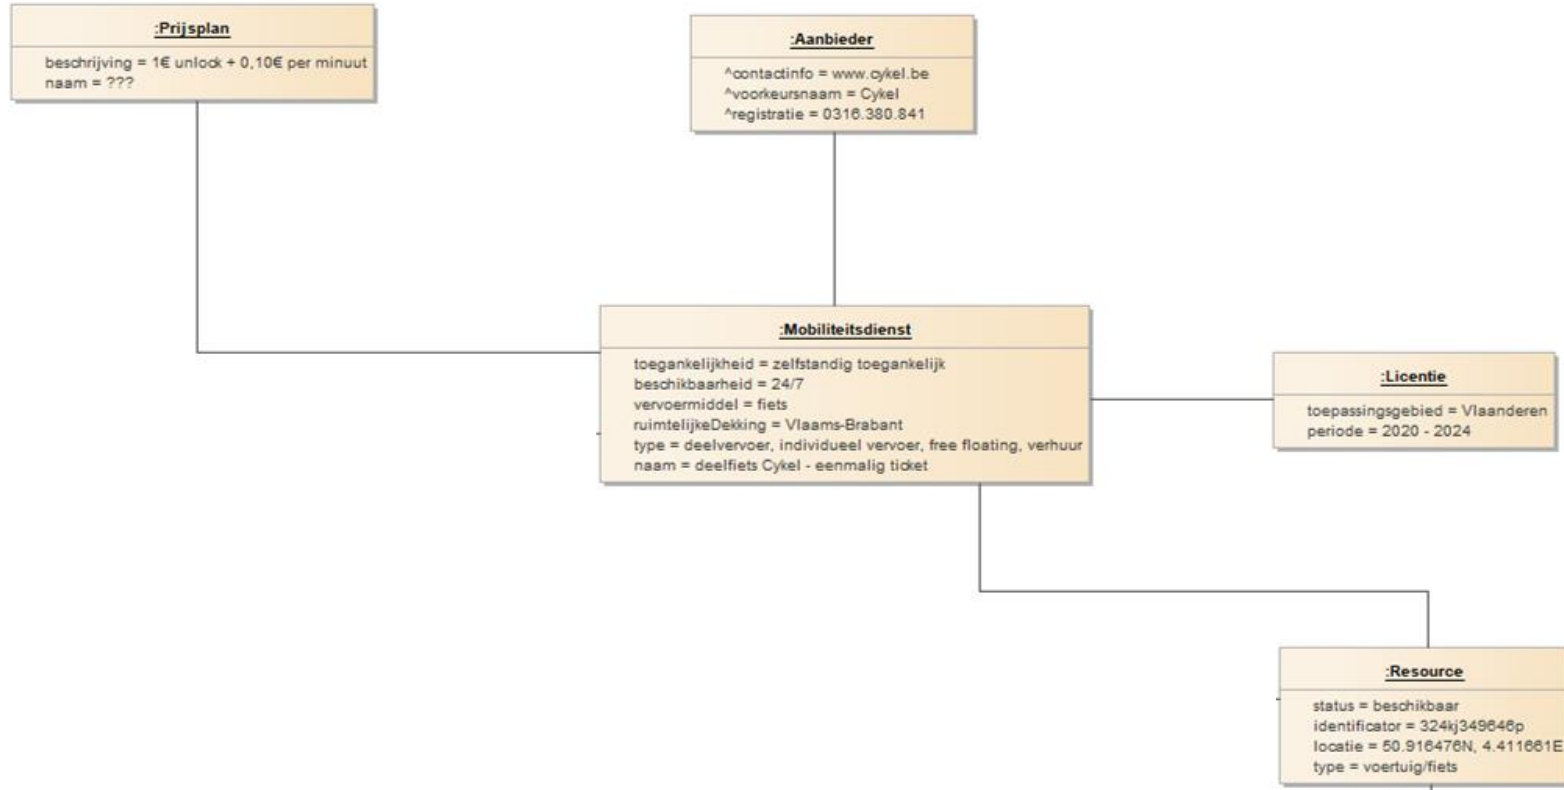 :Prijsplan
beschrijving = 1€ unlock + 0,10€ per minuut
naam = ???
:Aanbieder
^contactinfo = www.cykel.be
^voorkeursnaam = Cykel
^registratie = 0316.380.841
:Mobiliteitsdienst
toegankelijkheid = zelfstandig toegankelijk
beschikbaarheid = 24/7
vervoermiddel = fiets
ruimtelijkeDekking = Vlaams-Brabant
type = deelvervoer, individueel vervoer, free floating, verhuur
naam = deelfiets Cykel - eenmalig ticket
:Licentie
toepassingsgebied = Vlaanderen
periode = 2020 - 2024
:Resource
status = beschikbaar
identificator = 324kj349646p
locatie = 50.916476N, 4.411661E
type = voertuig/fiets